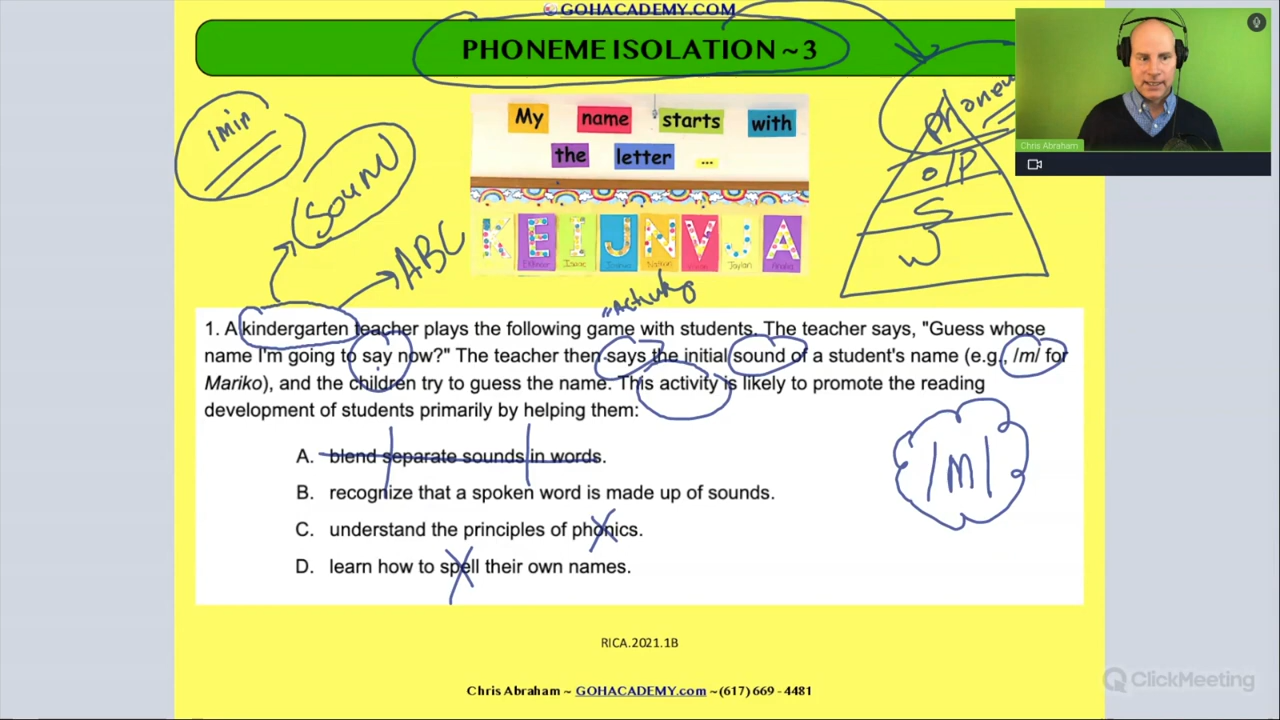 GOHACADEMY.COM
PHONEME ISOLATION ~ 3
1 min
Sound
ABC
My name starts with
the letter ...
K E I J N V J A
Isaac
Nathan
Jaylan
Chris Abraham
O/P
S
W
"Activity
1. A kindergarten teacher plays the following game with students. The teacher says, "Guess whose
name I'm going to say now?" The teacher then says the initial sound of a student's name (e.g., /m/ for
Mariko), and the children try to guess the name. This activity is likely to promote the reading
development of students primarily by helping them:
A. blend separate sounds in words.
B. recognize that a spoken word is made up of sounds.
C. understand the principles of phonics.
D. learn how to spell their own names.
/m/
RICA.2021.1B
Chris Abraham ~ GOHACADEMY.com ~(617) 669 - 4481
ClickMeeting